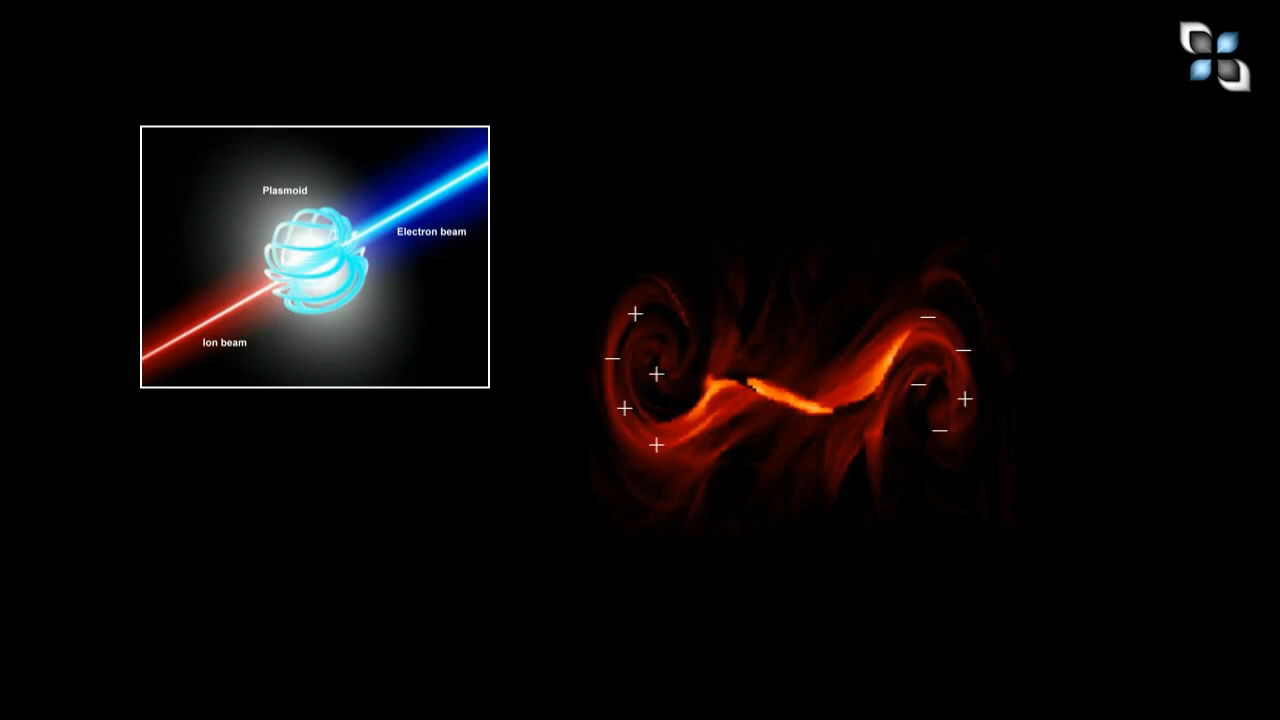 Plasmoid
Electron beam
Ion beam
+ −
− −
+ −
+ +
+ −